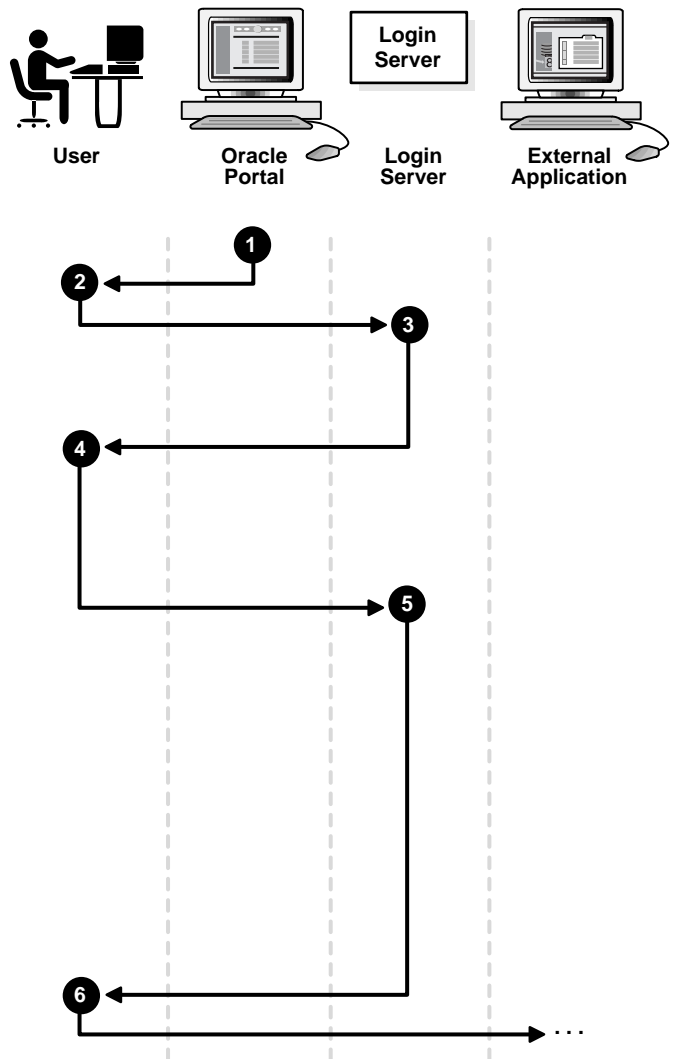 Login
Server
User
Oracle
Portal
Login
Server
External
Application
1
2
3
4
5
6
...